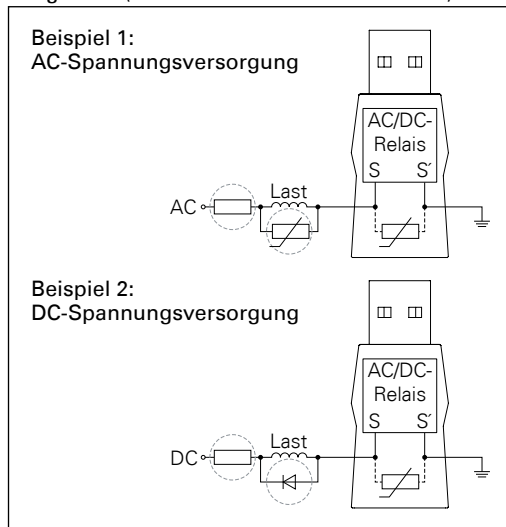 Beispiel 1:
AC-Spannungsversorgung
AC/DC-
Relais
S S´
Last
AC
Beispiel 2:
DC-Spannungsversorgung
AC/DC-
Relais
S S´
Last
DC